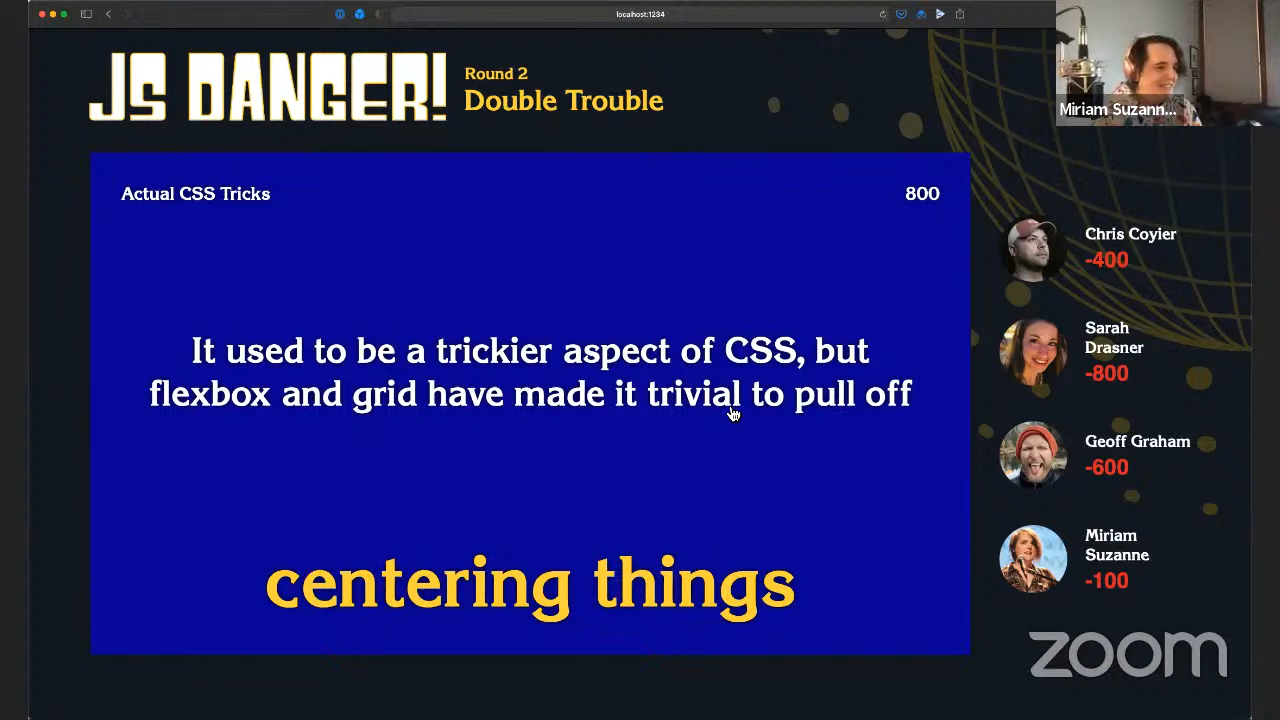 localhost:1234
JS DANGER!
Round 2
Double Trouble
Miriam Suzann...
Actual CSS Tricks
800
It used to be a trickier aspect of CSS, but
flexbox and grid have made it trivial to pull off
centering things
Chris Coyier
-400
Sarah
Drasner
-800
Geoff Graham
-600
Miriam
Suzanne
-100
zoom